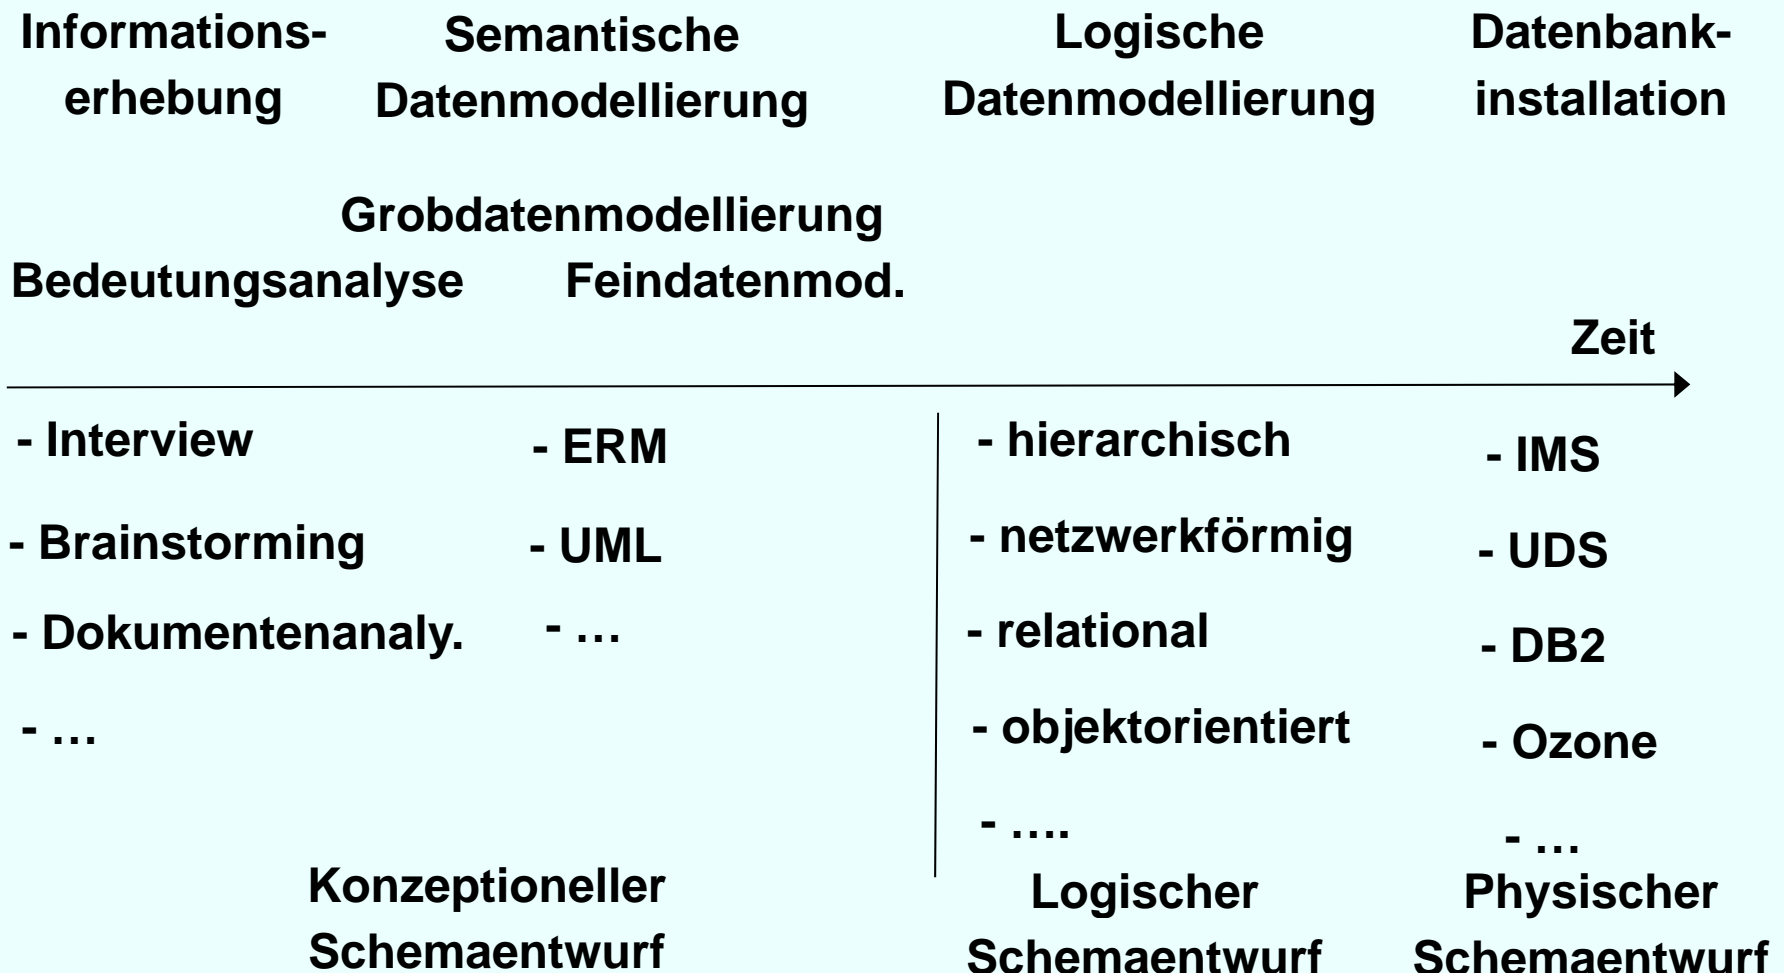 Informations-
erhebung
Semantische
Datenmodellierung
Logische
Datenmodellierung
Datenbank-
installation
Grobdatenmodellierung
Bedeutungsanalyse
Feindatenmod.
Zeit
- Interview
- Brainstorming
- Dokumentenanaly.
- …
- ERM
- UML
- …
- hierarchisch
- netzwerkförmig
- relational
- objektorientiert
- ….
- IMS
- UDS
- DB2
- Ozone
- …
Konzeptioneller
Schemaentwurf
Logischer
Schemaentwurf
Physischer
Schemaentwurf